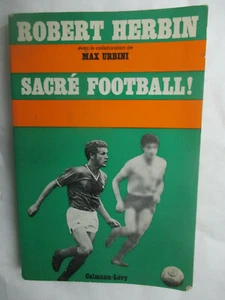 ROBERT HERBIN
avec la collaboration de
MAX URBINI
SACRÉ FOOTBALL!
Calmann-Lévy